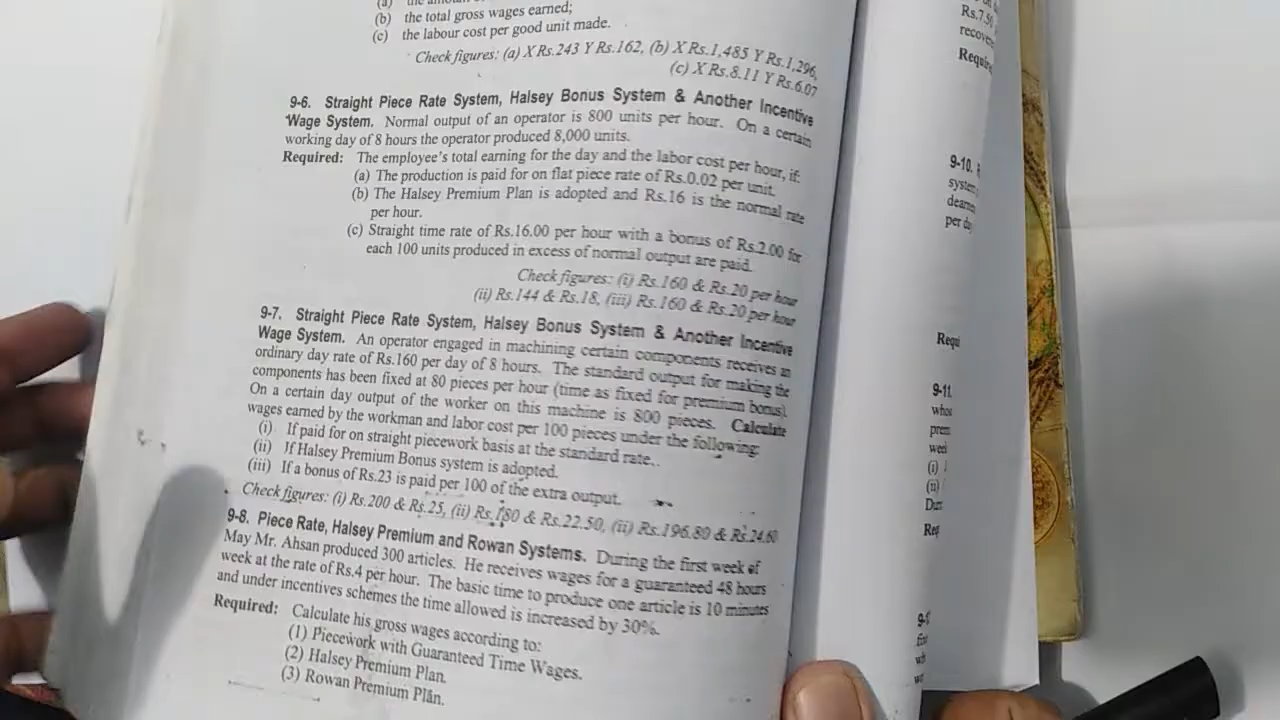 (b) the total gross wages earned;
(c) the labour cost per good unit made.
Check figures: (a) X Rs.243 Y Rs.162, (b) X Rs.1,485 Y Rs.1,296,
(c) X Rs.8.11 Y Rs.6.07
9-6. Straight Piece Rate System, Halsey Bonus System & Another Incentive
Wage System. Normal output of an operator is 800 units per hour. On a certain
working day of 8 hours the operator produced 8,000 units.
Required: The employee's total earning for the day and the labor cost per hour, if:
(a) The production is paid for on flat piece rate of Rs.0.02 per unit.
(b) The Halsey Premium Plan is adopted and Rs.16 is the normal rate
per hour.
(c) Straight time rate of Rs.16.00 per hour with a bonus of Rs.2.00 for
each 100 units produced in excess of normal output are paid.
Check figures: (i) Rs.160 & Rs.20 per hour
(ii) Rs.144 & Rs.18, (iii) Rs.160 & Rs.20 per hour
9-7. Straight Piece Rate System, Halsey Bonus System & Another Incentive
Wage System. An operator engaged in machining certain components receives an
ordinary day rate of Rs.160 per day of 8 hours. The standard output for making the
components has been fixed at 80 pieces per hour (time as fixed for premium bonus).
On a certain day output of the worker on this machine is 800 pieces. Calculate
wages earned by the workman and labor cost per 100 pieces under the following:
(i) If paid for on straight piecework basis at the standard rate..
(ii) If Halsey Premium Bonus system is adopted.
(iii) If a bonus of Rs.23 is paid per 100 of the extra output.
Check figures: (i) Rs.200 & Rs.25, (ii) Rs.180 & Rs.22.50, (ii) Rs.196.80 & Rs.24.60
9-8. Piece Rate, Halsey Premium and Rowan Systems. During the first week of
May Mr. Ahsan produced 300 articles. He receives wages for a guaranteed 48 hours
week at the rate of Rs.4 per hour. The basic time to produce one article is 10 minutes
and under incentives schemes the time allowed is increased by 30%.
Required: Calculate his gross wages according to:
(1) Piecework with Guaranteed Time Wages.
(2) Halsey Premium Plan.
(3) Rowan Premium Plan.
Rs.7.50
9-10.
system
per da
9-11.
prem
(i)
(ii)